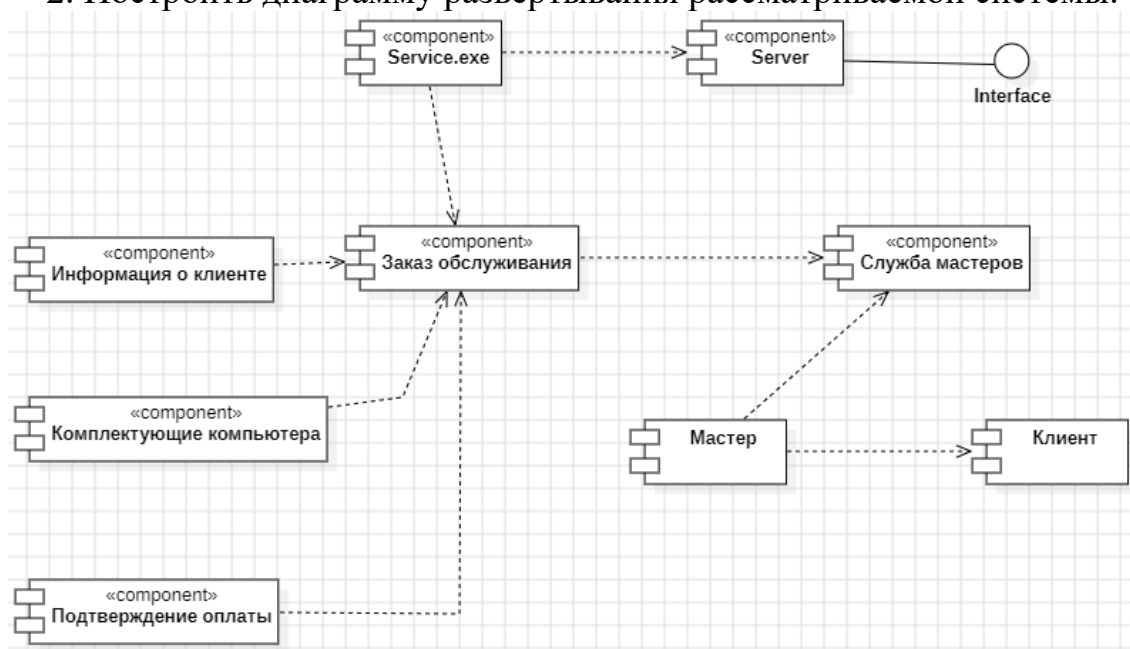 2. Построить диаграмму развертывания рассматриваемой системы.
«component»
Service.exe
«component»
Server
Interface
«component»
Информация о клиенте
«component»
Заказ обслуживания
«component»
Служба мастеров
«component»
Комплектующие компьютера
Мастер
Клиент
«component»
Подтверждение оплаты